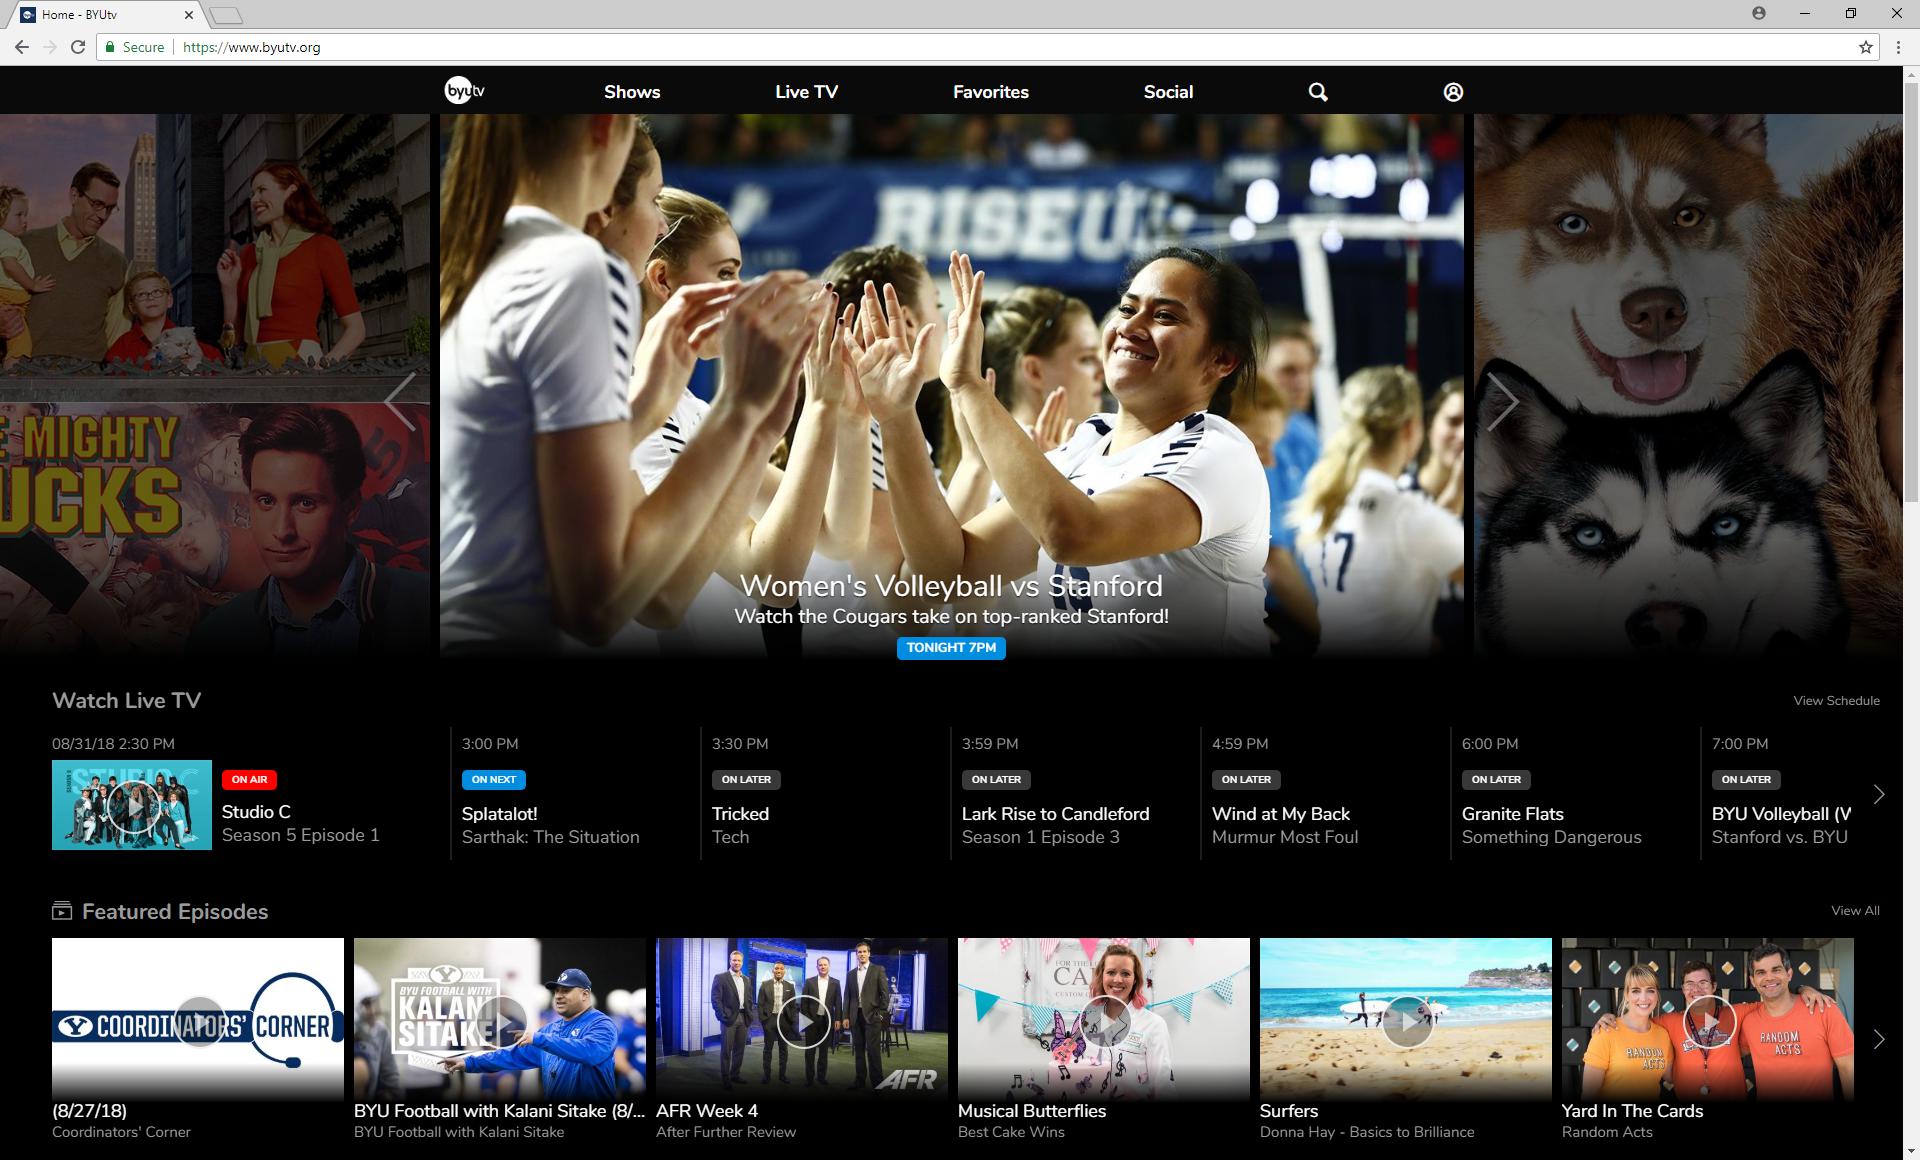 Home - BYUtv
Secure
https://www.byutv.org
byutv
Shows
Live TV
Favorites
Social
E MIGHTY
UCKS
RISEU
17
Women's Volleyball vs Stanford
Watch the Cougars take on top-ranked Stanford!
TONIGHT 7PM
Watch Live TV
View Schedule
08/31/18 2:30 PM
STUDIO C
ON AIR
Studio C
Season 5 Episode 1
3:00 PM
ON NEXT
Splatalot!
Sarthak: The Situation
3:30 PM
ON LATER
Tricked
Tech
3:59 PM
ON LATER
Lark Rise to Candleford
Season 1 Episode 3
4:59 PM
ON LATER
Wind at My Back
Murmur Most Foul
6:00 PM
ON LATER
Granite Flats
Something Dangerous
7:00 PM
ON LATER
BYU Volleyball (W
Stanford vs. BYU
Featured Episodes
View All
Y COORDINATORS' CORNER
(8/27/18)
Coordinators' Corner
Y
BYU FOOTBALL WITH
KALANI
SITAKE
BYU Football with Kalani Sitake (8/...
BYU Football with Kalani Sitake
AFR
AFR Week 4
After Further Review
FOR THE
CA
CUSTOM
Musical Butterflies
Best Cake Wins
Surfers
Donna Hay - Basics to Brilliance
RANDOM
ACTS
RANDOM
ACTS
Yard In The Cards
Random Acts